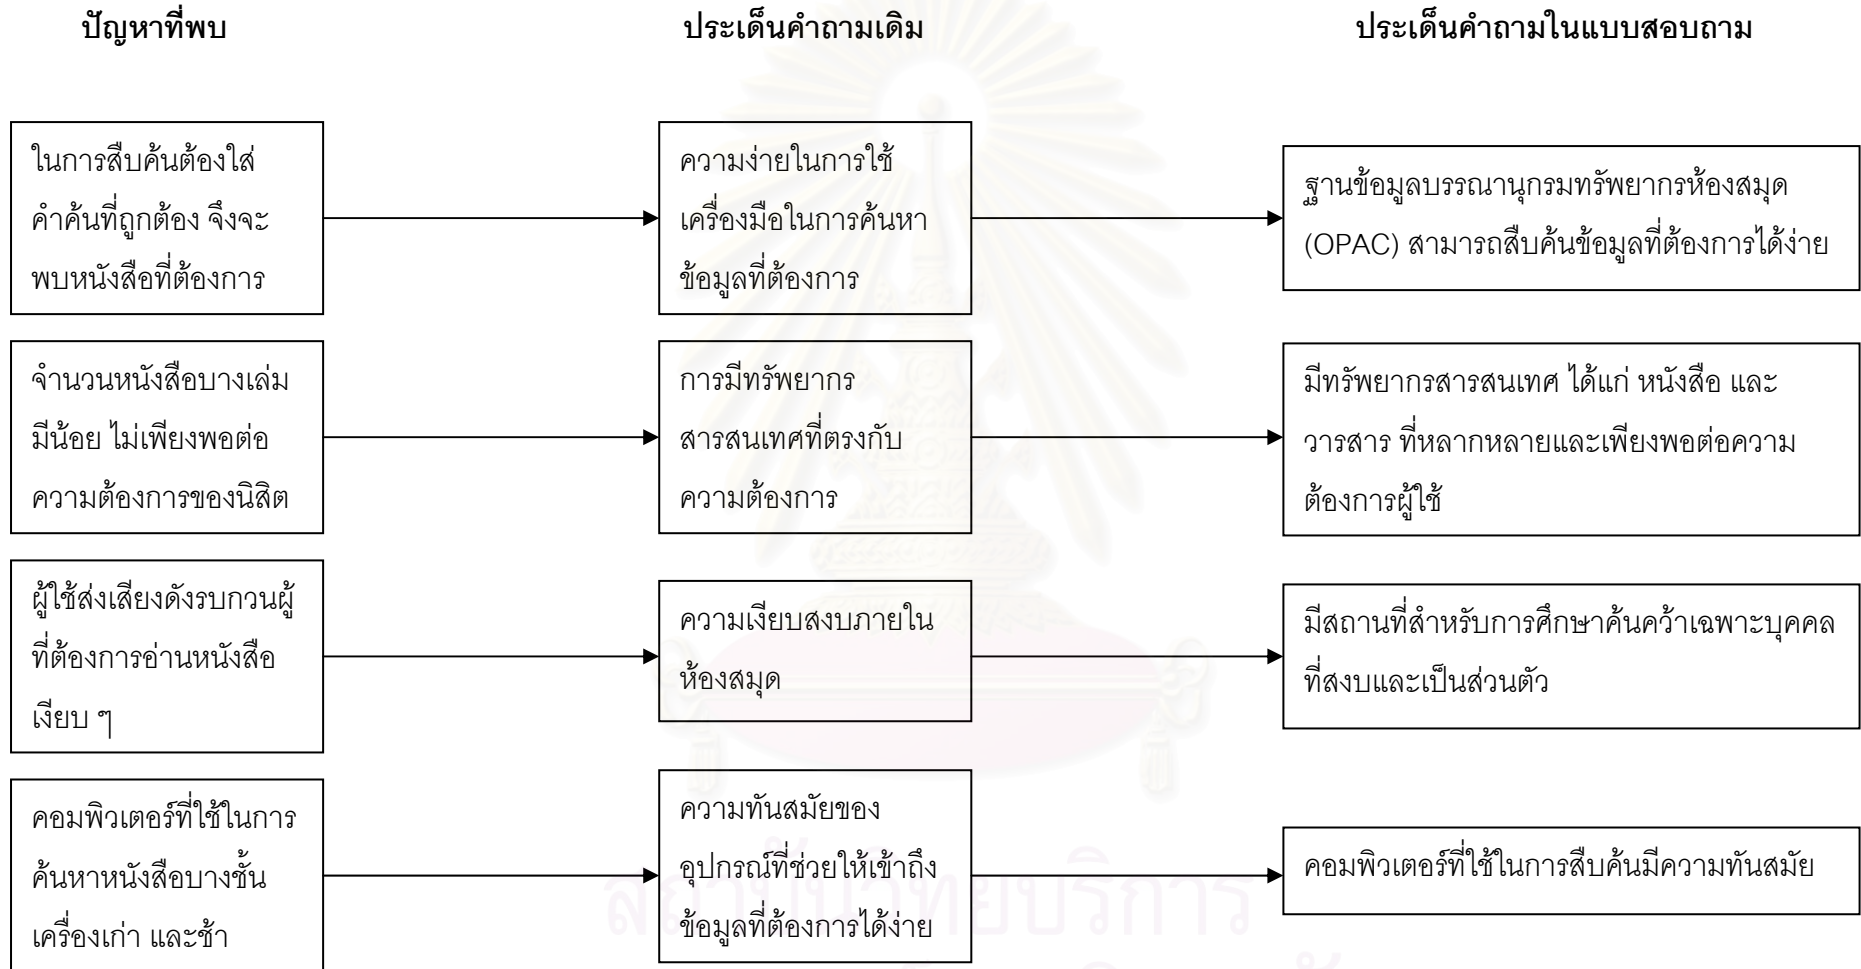 ปัญหาที่พบ
ประเด็นคำถามเดิม
ประเด็นคำถามในแบบสอบถาม
ในการสืบค้นต้องใส่
คำค้นที่ถูกต้อง จึงจะ
พบหนังสือที่ต้องการ
ความง่ายในการใช้
เครื่องมือในการค้นหา
ข้อมูลที่ต้องการ
ฐานข้อมูลบรรณานุกรมทรัพยากรห้องสมุด
(OPAC) สามารถสืบค้นข้อมูลที่ต้องการได้ง่าย
จำนวนหนังสือบางเล่ม
มีน้อย ไม่เพียงพอต่อ
ความต้องการของนิสิต
การมีทรัพยากร
สารสนเทศที่ตรงกับ
ความต้องการ
มีทรัพยากรสารสนเทศ ได้แก่ หนังสือ และ
วารสาร ที่หลากหลายและเพียงพอต่อความ
ต้องการผู้ใช้
ผู้ใช้ส่งเสียงดังรบกวนผู้
ที่ต้องการอ่านหนังสือ
เงียบ ๆ
ความเงียบสงบภายใน
ห้องสมุด
มีสถานที่สำหรับการศึกษาค้นคว้าเฉพาะบุคคล
ที่สงบและเป็นส่วนตัว
คอมพิวเตอร์ที่ใช้ในการ
ค้นหาหนังสือบางชั้น
เครื่องเก่า และช้า
ความทันสมัยของ
อุปกรณ์ที่ช่วยให้เข้าถึง
ข้อมูลที่ต้องการได้ง่าย
คอมพิวเตอร์ที่ใช้ในการสืบค้นมีความทันสมัย
สถาบันวิทยบริการ